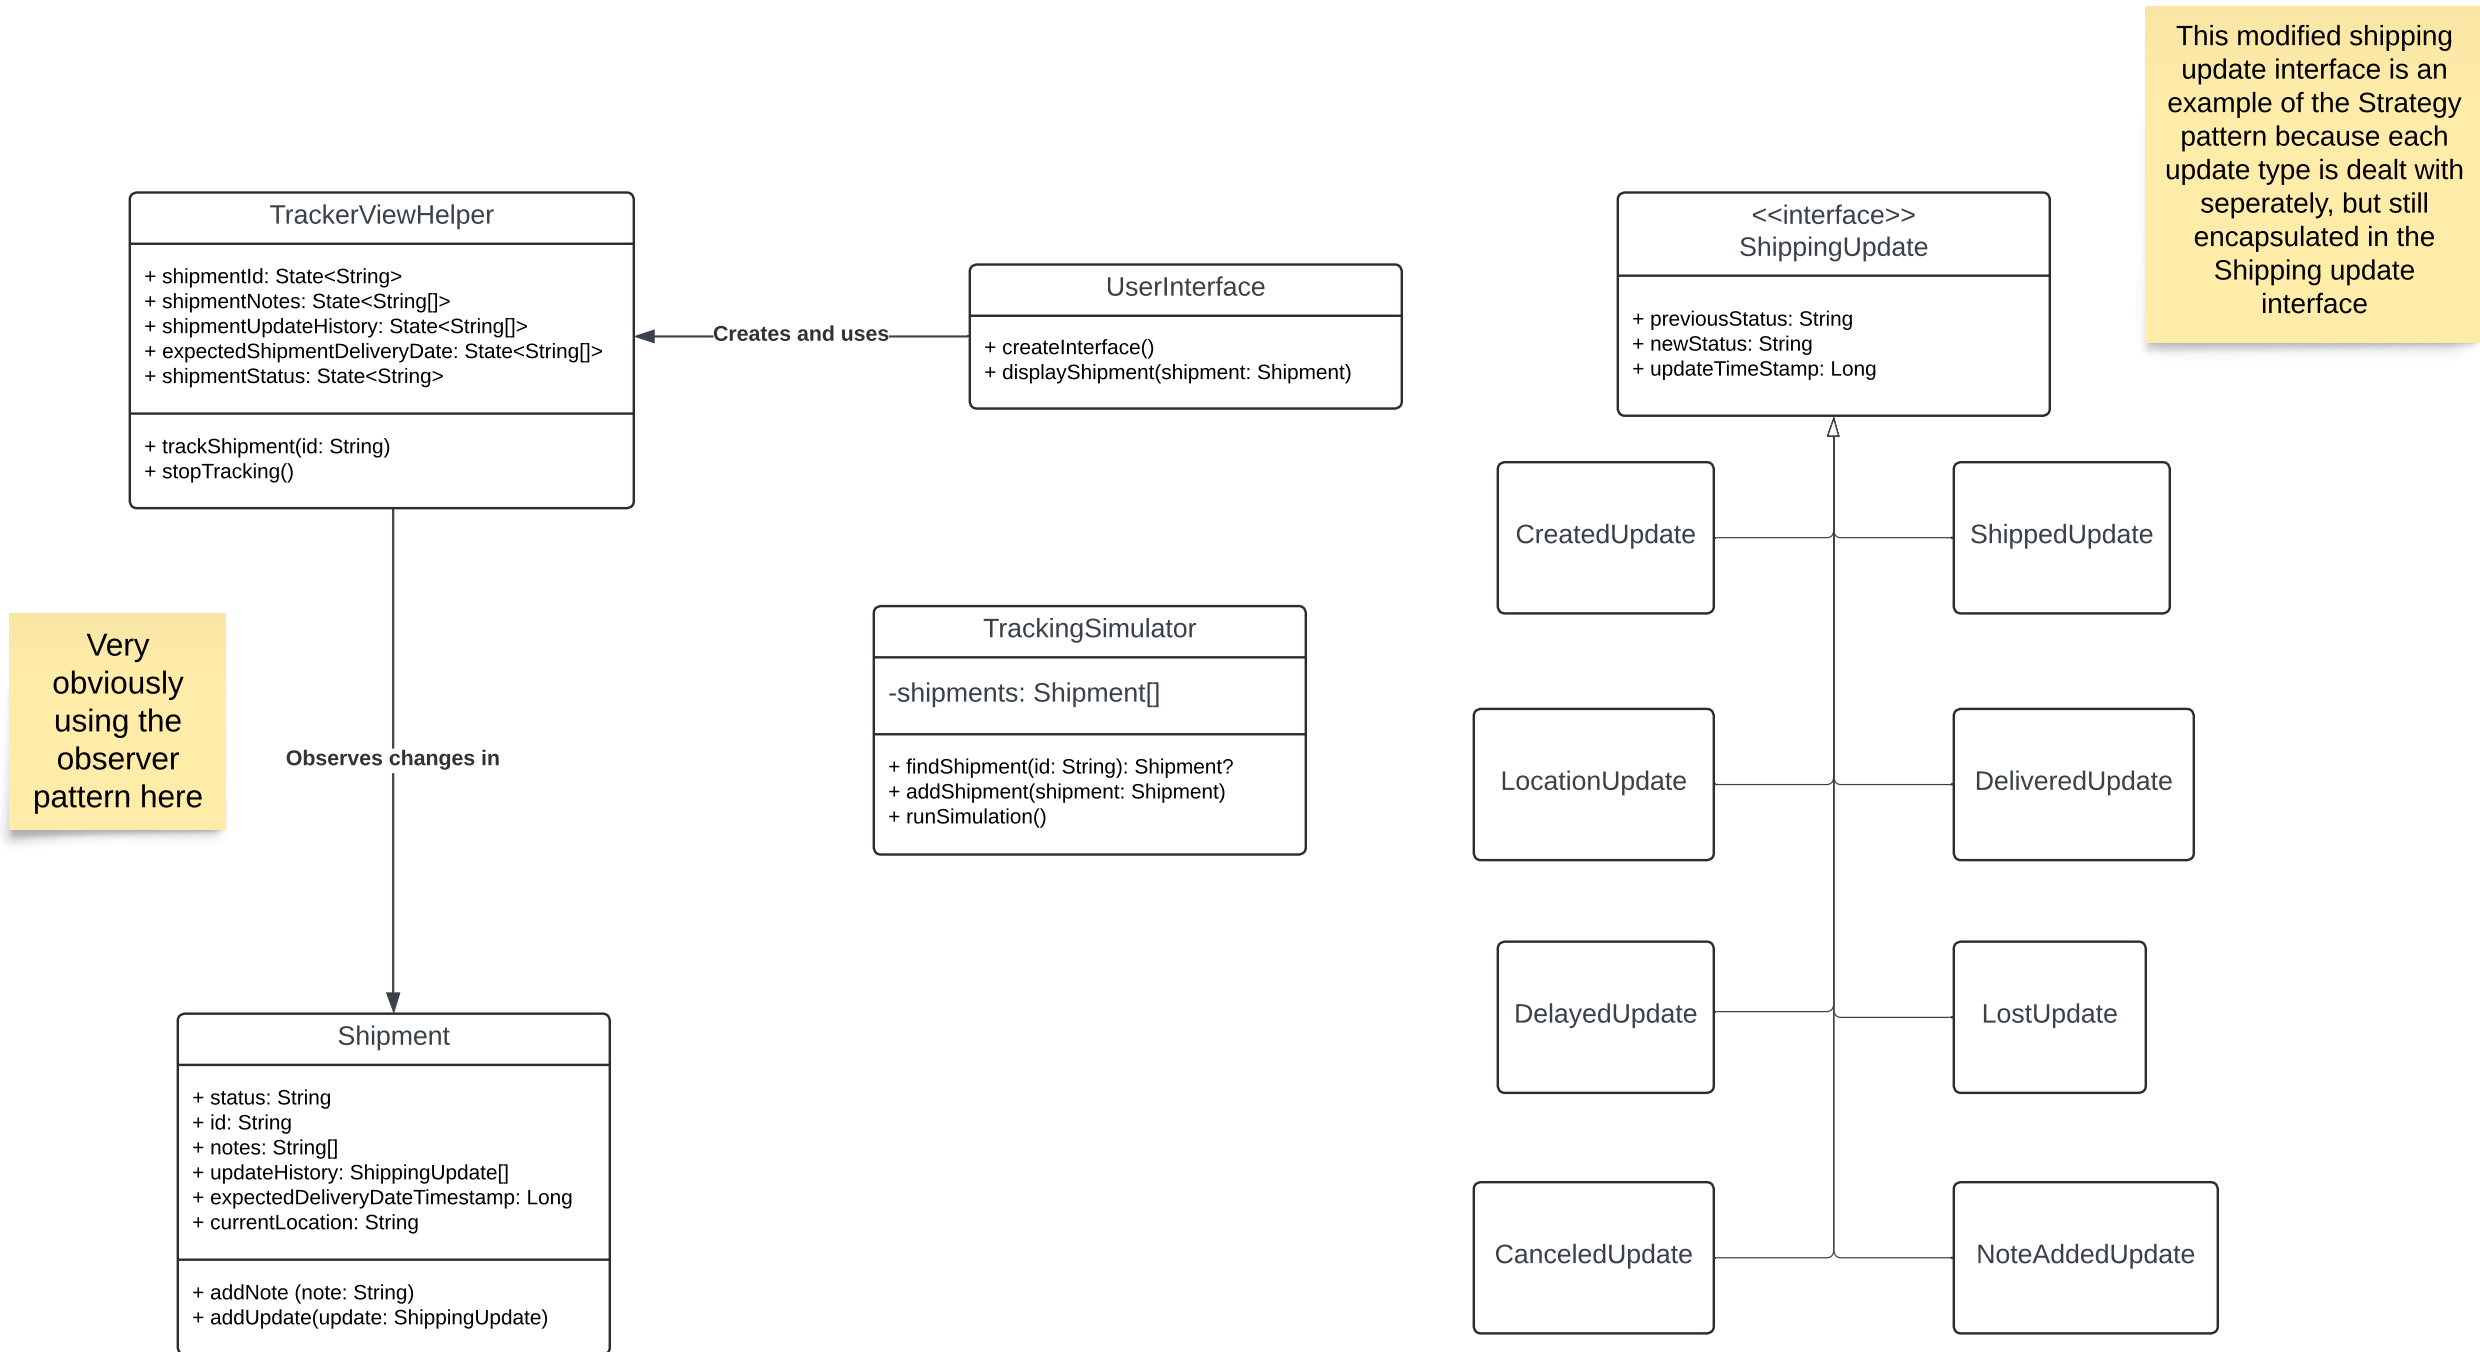 This modified shipping
update interface is an
example of the Strategy
pattern because each
update type is dealt with
seperately, but still
encapsulated in the
Shipping update
interface
TrackerViewHelper
+ shipmentId: State<String>
+ shipmentNotes: State<String[]>
+ shipmentUpdateHistory: State<String[]>
+ expectedShipmentDeliveryDate: State<String[]>
+ shipmentStatus: State<String>
+ trackShipment(id: String)
+ stopTracking()
Creates and uses
UserInterface
+ createInterface()
+ displayShipment(shipment: Shipment)
<<interface>>
ShippingUpdate
+ previousStatus: String
+ newStatus: String
+ updateTimeStamp: Long
CreatedUpdate
ShippedUpdate
Very
obviously
using the
observer
pattern here
Observes changes in
TrackingSimulator
-shipments: Shipment[]
+ findShipment(id: String): Shipment?
+ addShipment(shipment: Shipment)
+ runSimulation()
LocationUpdate
DeliveredUpdate
DelayedUpdate
LostUpdate
Shipment
+ status: String
+ id: String
+ notes: String[]
+ updateHistory: ShippingUpdate[]
+ expectedDeliveryDateTimestamp: Long
+ currentLocation: String
+ addNote (note: String)
+ addUpdate(update: ShippingUpdate)
CanceledUpdate
NoteAddedUpdate